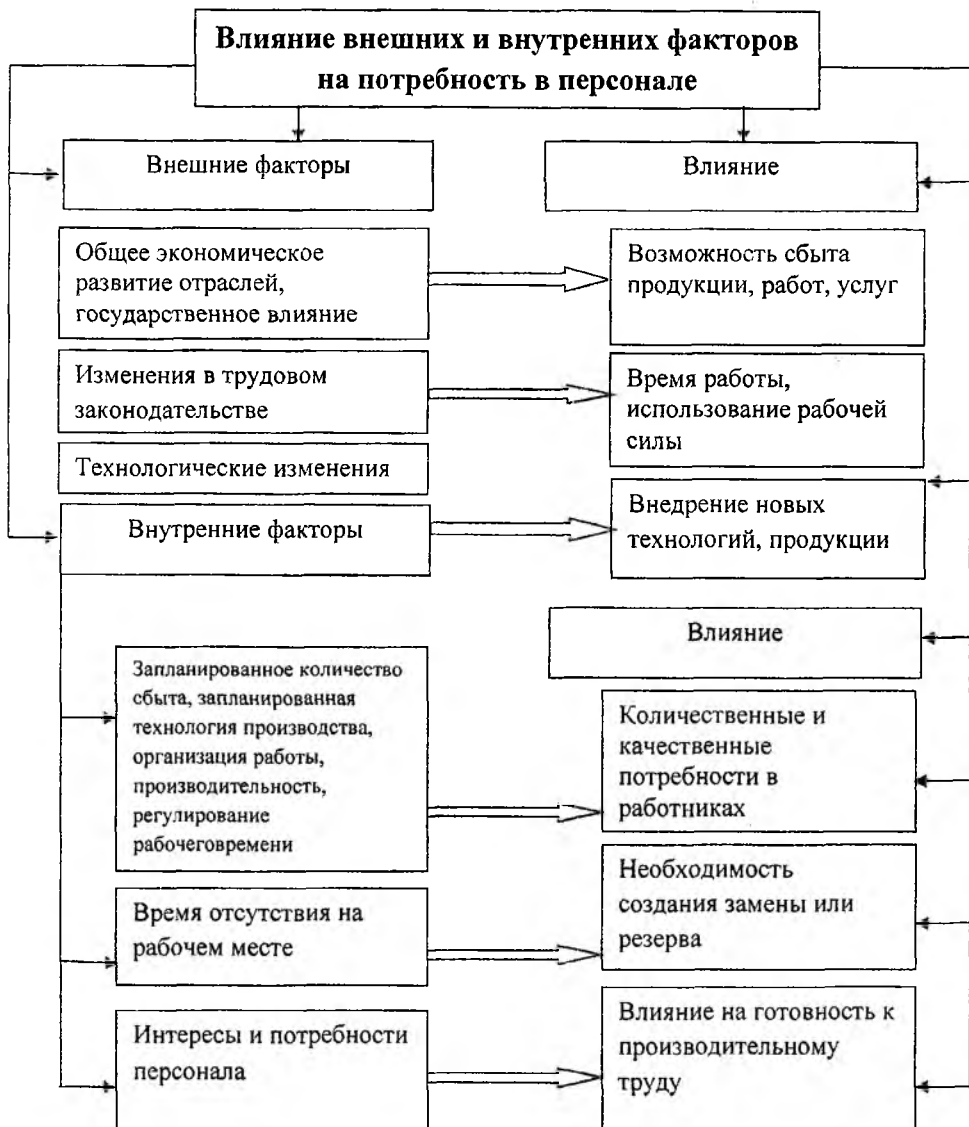 Влияние внешних и внутренних факторов
на потребность в персонале
Внешние факторы
Влияние
Общее экономическое
развитие отраслей,
государственное влияние
Возможность сбыта
продукции, работ, услуг
Изменения в трудовом
законодательстве
Время работы,
использование рабочей
силы
Технологические изменения
Внутренние факторы
Внедрение новых
технологий, продукции
Влияние
Запланированное количество
сбыта, запланированная
технология производства,
организация работы,
производительность,
регулирование
рабочеговремени
Количественные и
качественные
потребности в
работниках
Время отсутствия на
рабочем месте
Необходимость
создания замены или
резерва
Интересы и потребности
персонала
Влияние на готовность к
производительному
труду